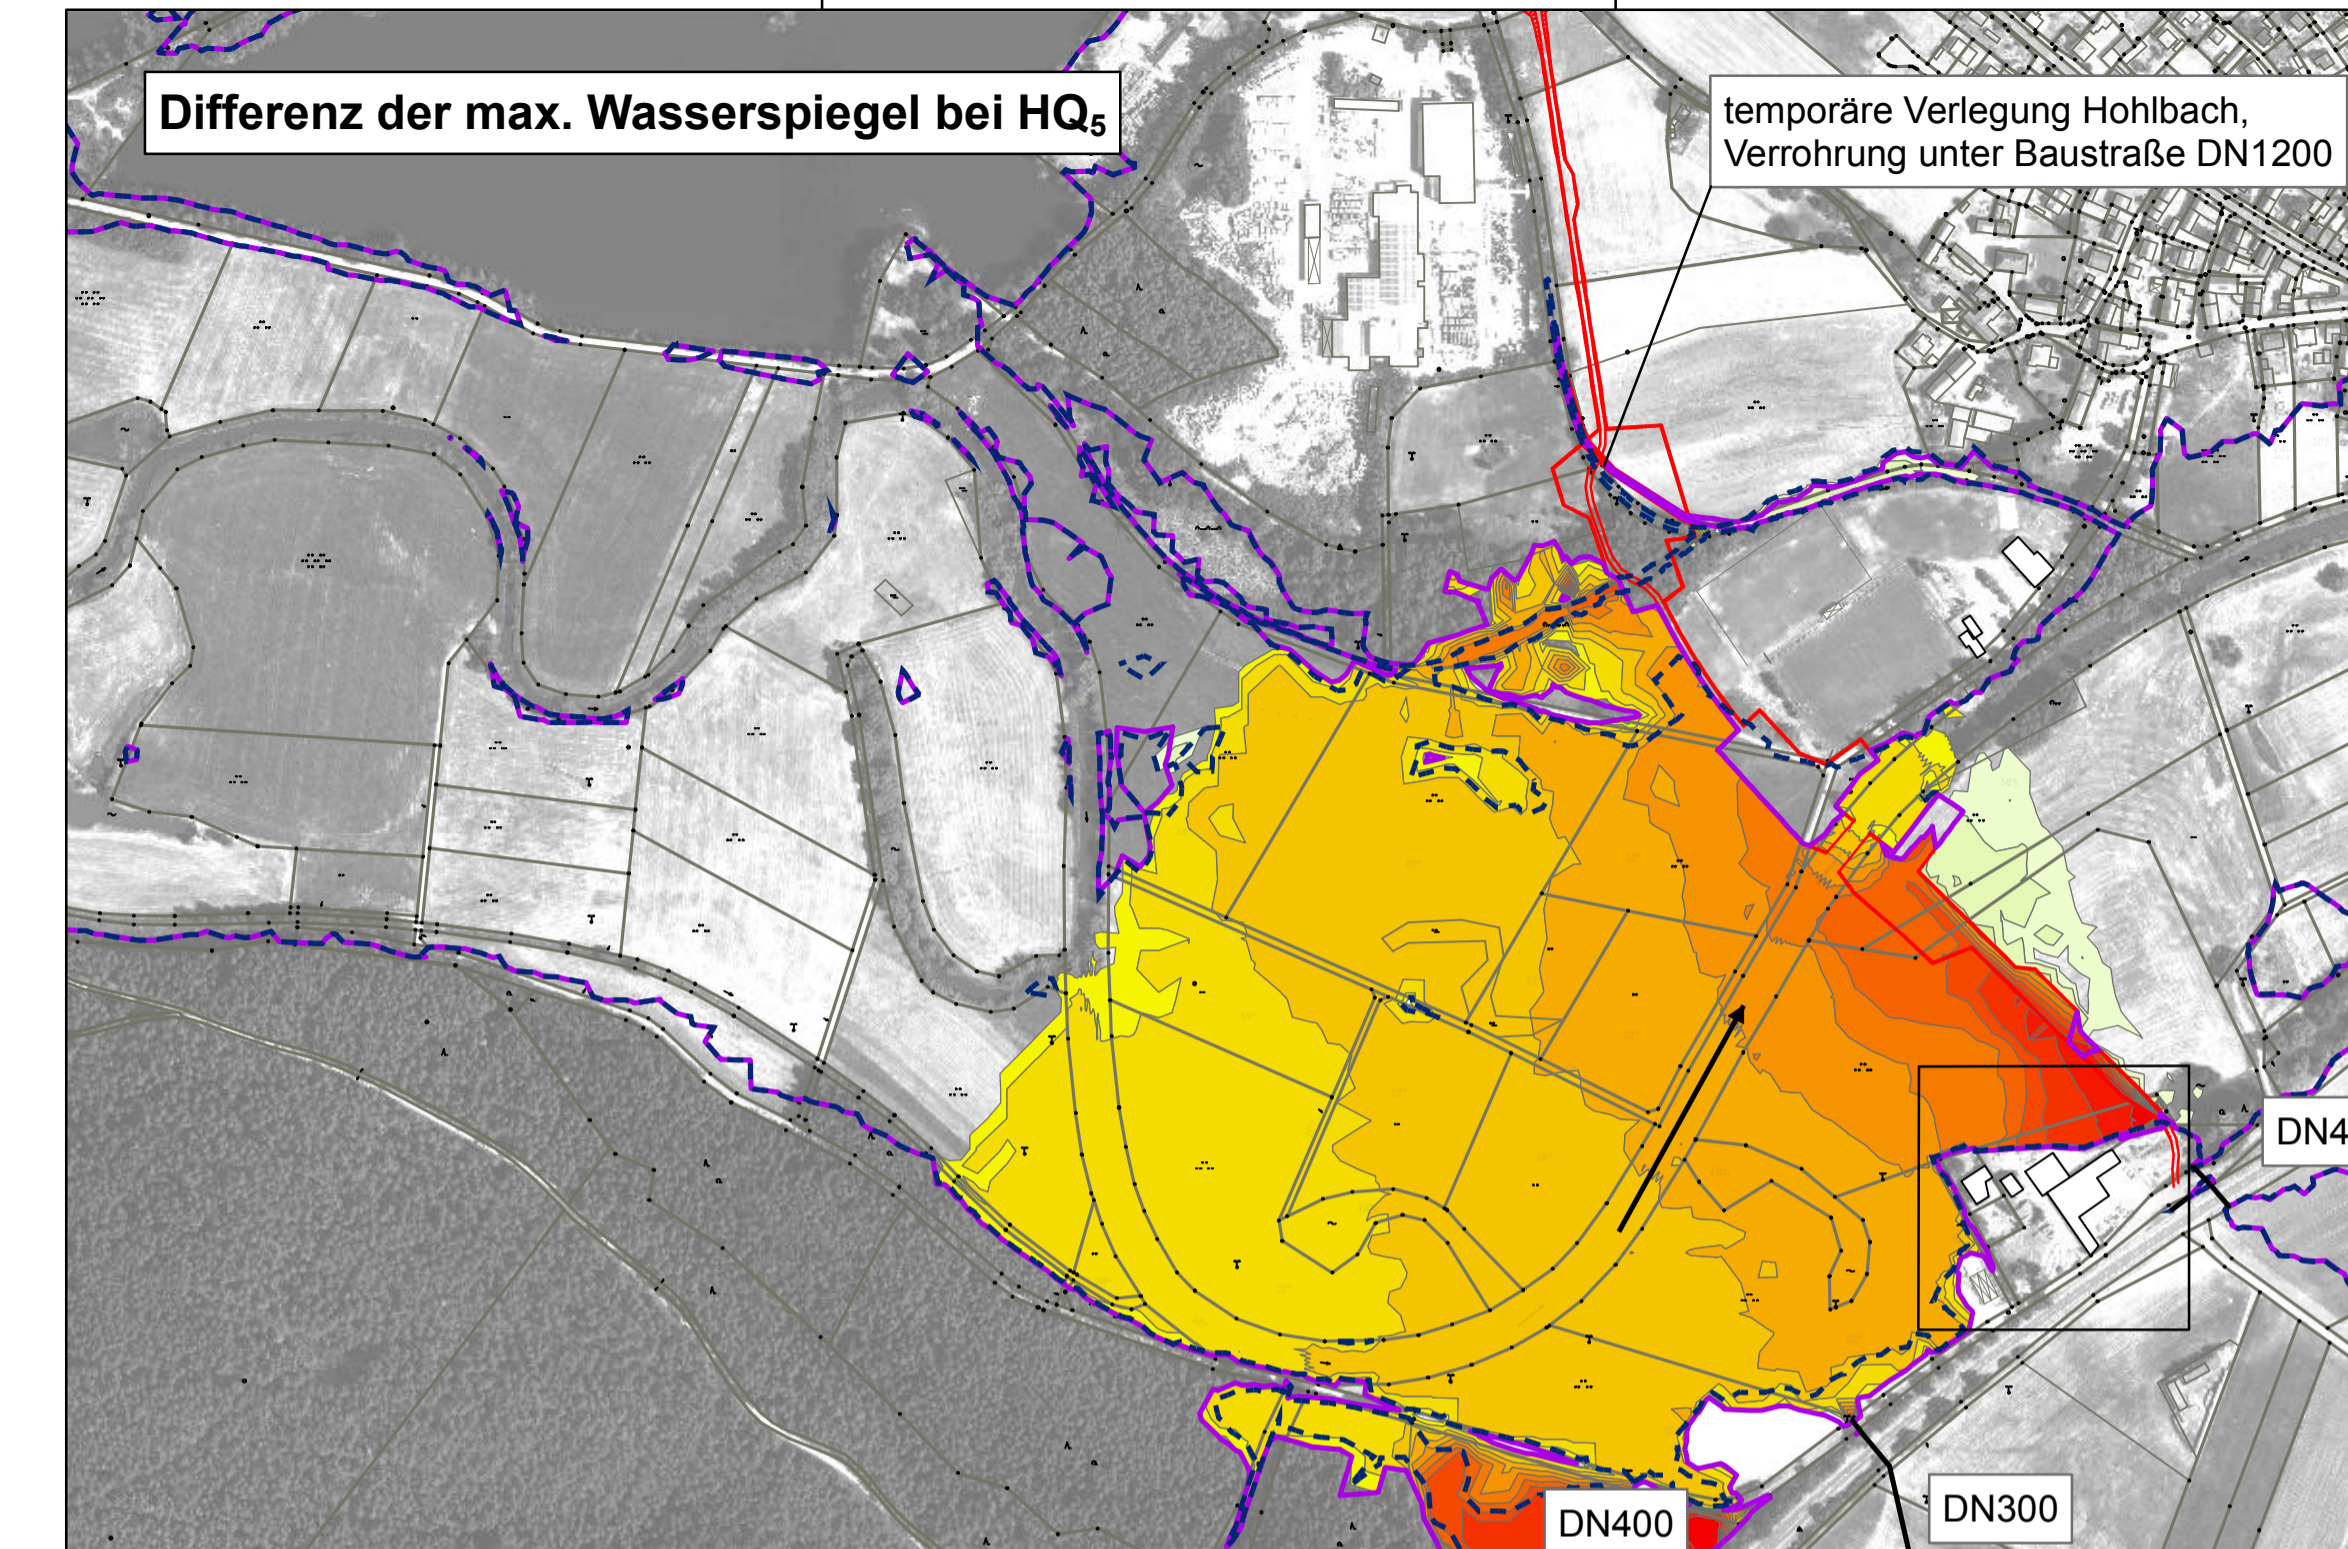 Differenz der max. Wasserspiegel bei HQ₅
temporäre Verlegung Hohlbach,
Verrohrung unter Baustraße DN1200
DN4
DN400
DN300